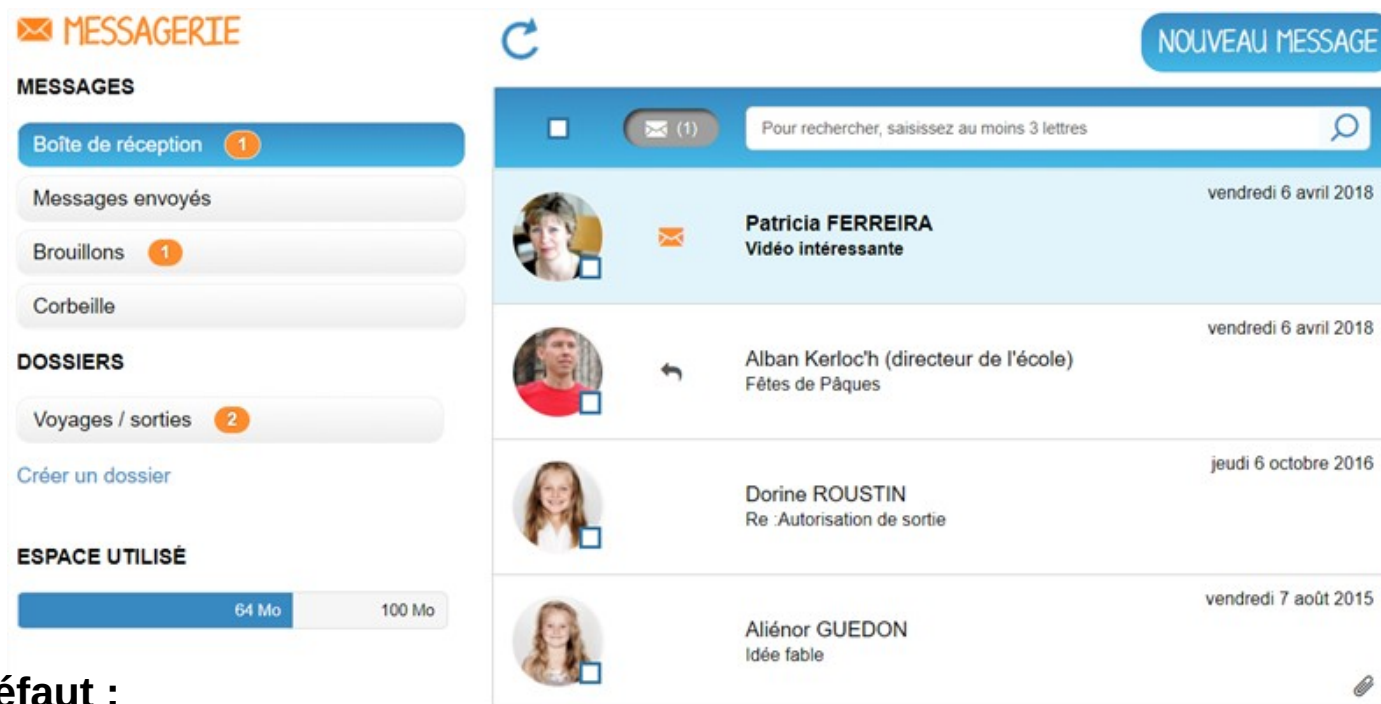 MESSAGERIE
MESSAGES
Boîte de réception 1
Messages envoyés
Brouillons 1
Corbeille
DOSSIERS
Voyages / sorties 2
Créer un dossier
ESPACE UTILISÉ
64 Mo 100 Mo
éfaut :
NOUVEAU MESSAGE
(1) Pour rechercher, saisissez au moins 3 lettres
vendredi 6 avril 2018
Patricia FERREIRA
Vidéo intéressante
vendredi 6 avril 2018
Alban Kerloc'h (directeur de l'école)
Fêtes de Pâques
jeudi 6 octobre 2016
Dorine ROUSTIN
Re :Autorisation de sortie
vendredi 7 août 2015
Aliénor GUEDON
Idée fable